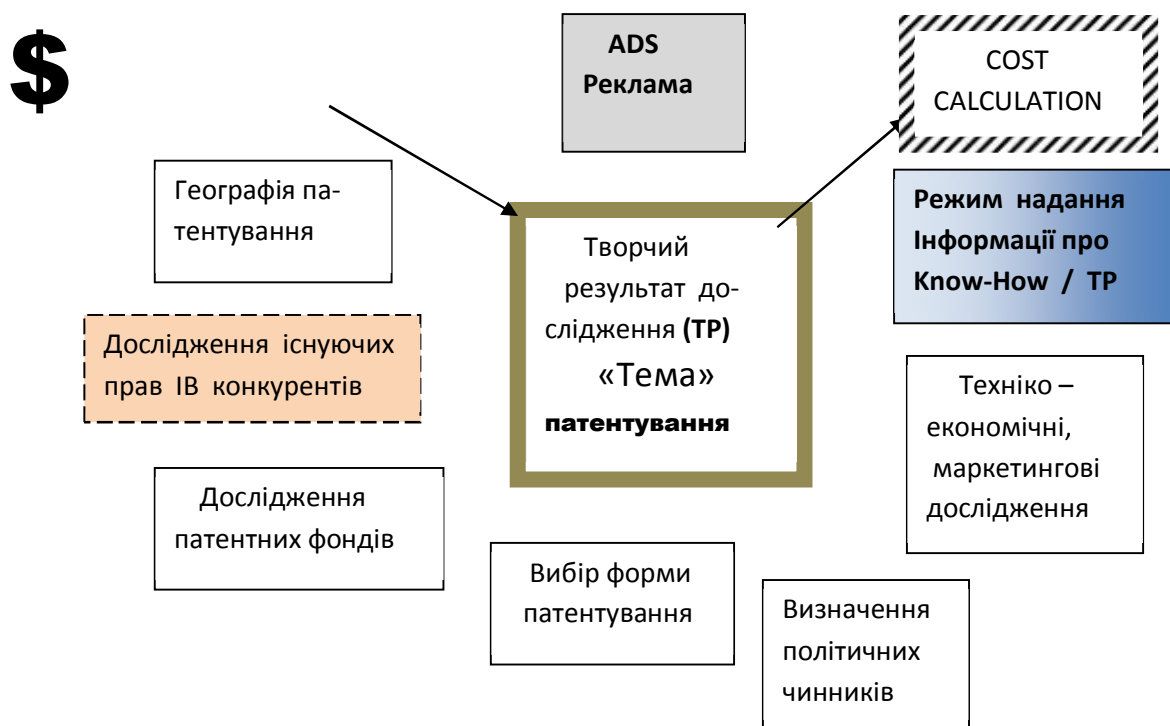 $
ADS
Реклама
COST
CALCULATION
Географія па-
тентування
Режим надання
Інформації про
Know-How / ТР
Творчий
результат до-
слідження (ТР)
«Тема»
патентування
Дослідження існуючих
прав ІВ конкурентів
Техніко –
економічні,
маркетингові
дослідження
Дослідження
патентних фондів
Вибір форми
патентування
Визначення
політичних
чинників